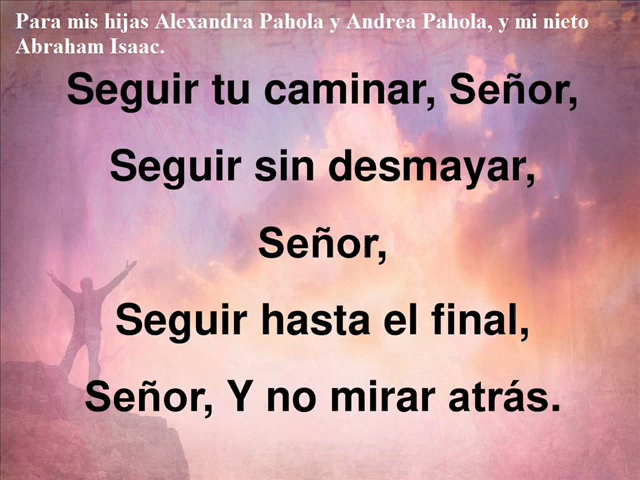 Para mis hijas Alexandra Pahola y Andrea Pahola, y mi nieto
Abraham Isaac.
Seguir tu caminar, Señor,
Seguir sin desmayar,
Señor,
Seguir hasta el final,
Señor, Y no mirar atrás.